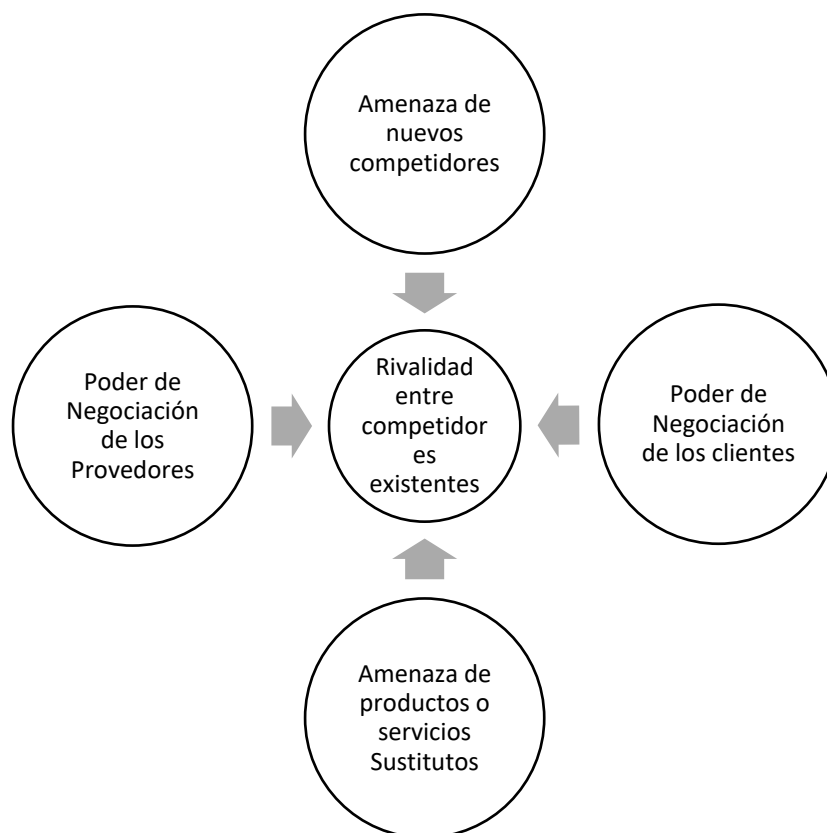 Amenaza de
nuevos
competidores
Poder de
Negociación
de los
Provedores
Rivalidad
entre
competidor
es
existentes
Poder de
Negociación
de los clientes
Amenaza de
productos o
servicios
Sustitutos